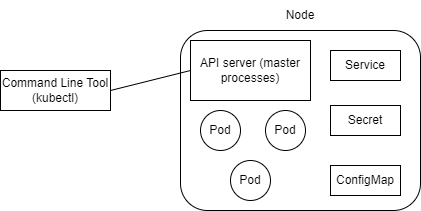 Node
API server (master
processes)
Service
Command Line Tool
(kubectl)
Secret
Pod
Pod
Pod
ConfigMap